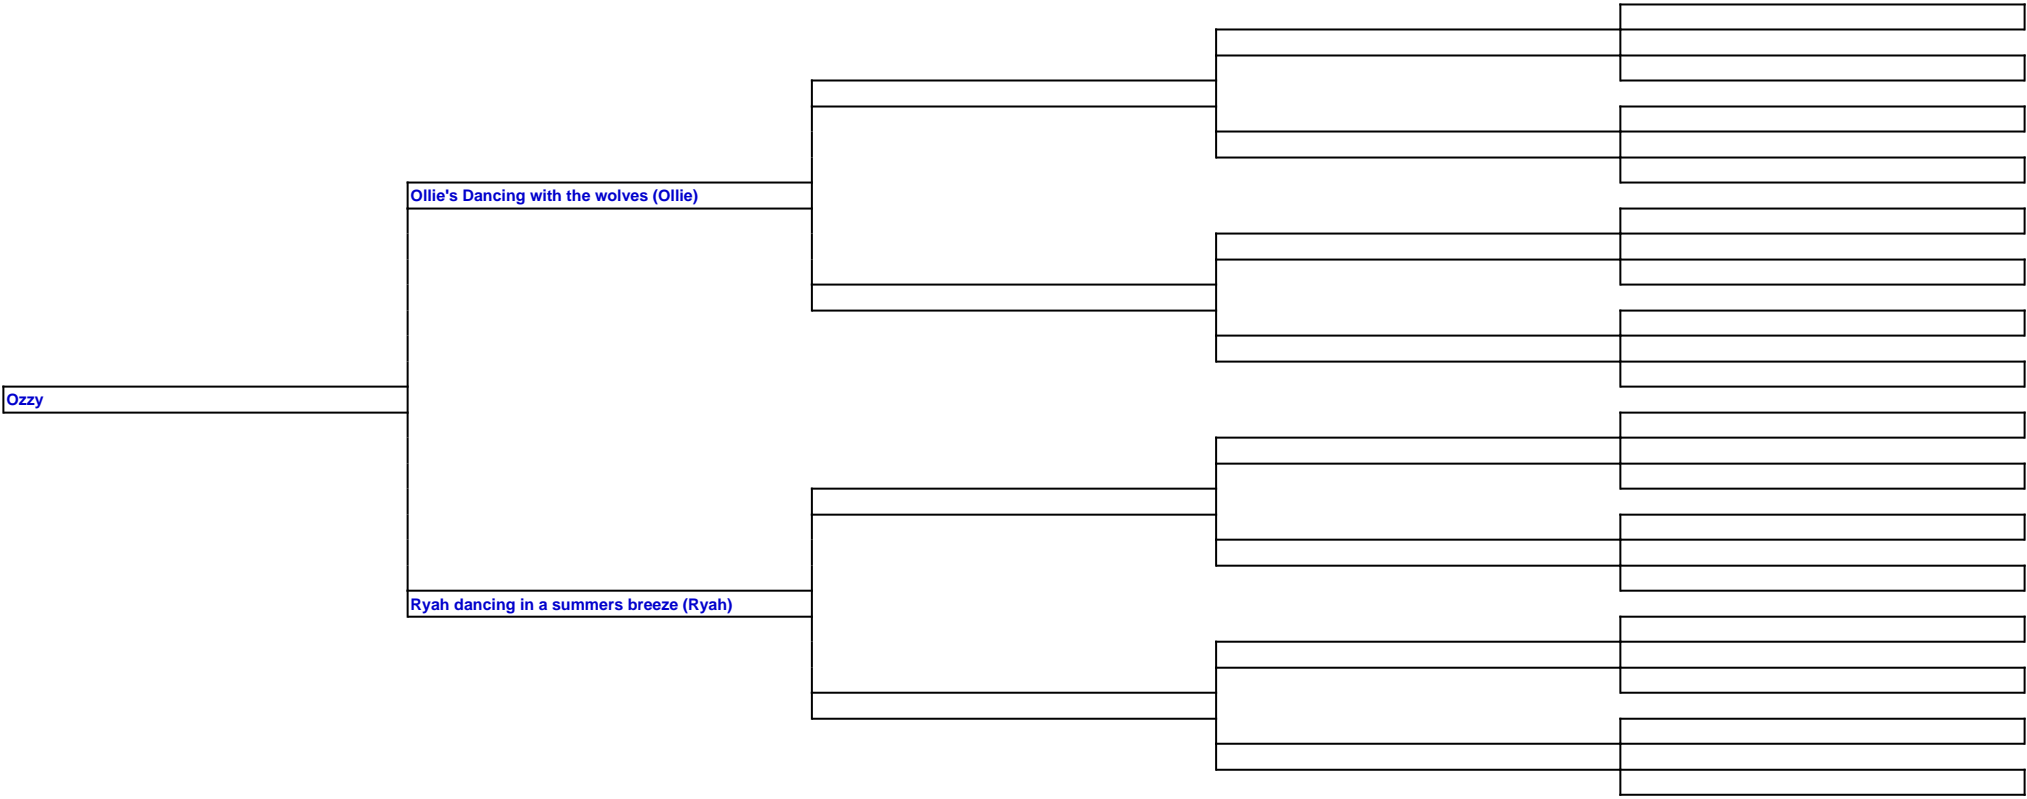 Ollie's Dancing with the wolves (Ollie)
Ozzy
Ryah dancing in a summers breeze (Ryah)